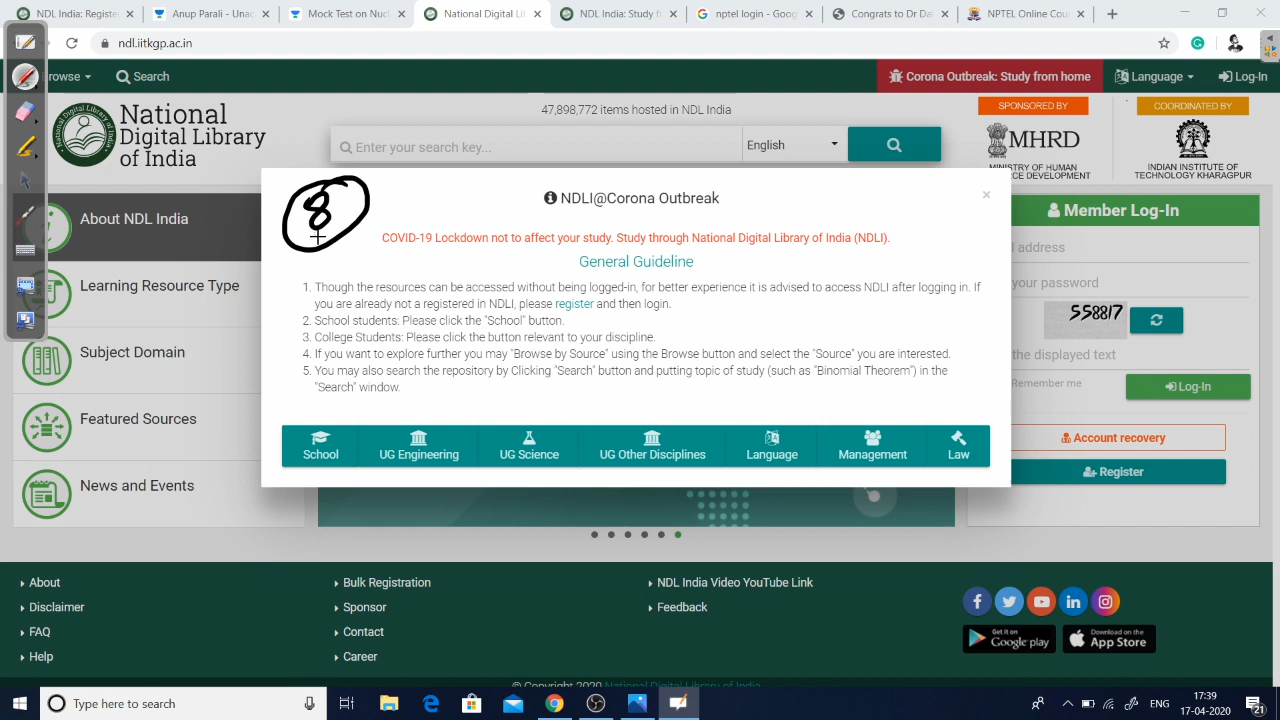 NDLI India: Register
Anup Parali - Unac
Mock Test on Nucl
National Digital Lib
NDLI: Study from h
nptel login - Goog
Congrats to Dr Dat
NPTEL Online Cou
ndl.iitkgp.ac.in
rowse
Search
Corona Outbreak: Study from home
Language
Log-In
National
Digital Library
of India
47,898,772 items hosted in NDL India
Enter your search key...
English
SPONSORED BY
MHRD
MINISTRY OF HUMAN
CE DEVELOPMENT
COORDINATED BY
INDIAN INSTITUTE OF
TECHNOLOGY KHARAGPUR
8
NDLI@Corona Outbreak
×
COVID-19 Lockdown not to affect your study. Study through National Digital Library of India (NDLI).
General Guideline
1. Though the resources can be accessed without being logged-in, for better experience it is advised to access NDLI after logging in. If
you are already not a registered in NDLI, please register and then login.
2. School students: Please click the "School" button.
3. College Students: Please click the button relevant to your discipline.
4. If you want to explore further you may "Browse by Source" using the Browse button and select the "Source" you are interested.
5. You may also search the repository by Clicking "Search" button and putting topic of study (such as "Binomial Theorem") in the
"Search" window.
School
UG Engineering
UG Science
UG Other Disciplines
Language
Management
Law
About NDL India
Learning Resource Type
Subject Domain
Featured Sources
News and Events
Member Log-In
l address
your password
558817
the displayed text
Remember me
Log-In
Account recovery
Register
About
Disclaimer
FAQ
Help
Bulk Registration
Sponsor
Contact
Career
NDL India Video YouTube Link
Feedback
Get it on
Google play
Download on the
App Store
© Copyright 2020 National Digital Library of India
Type here to search
ENG
17:39
17-04-2020
21